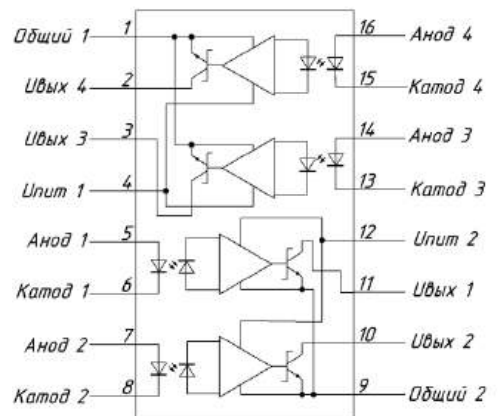 Общий 1 1 16 Анод 4
Uвых 4 2 15 Катод 4
Uвых 3 3 14 Анод 3
Uпит 1 4 13 Катод 3
Анод 1 5 12 Uпит 2
Катод 1 6 11 Uвых 1
Анод 2 7 10 Uвых 2
Катод 2 8 9 Общий 2